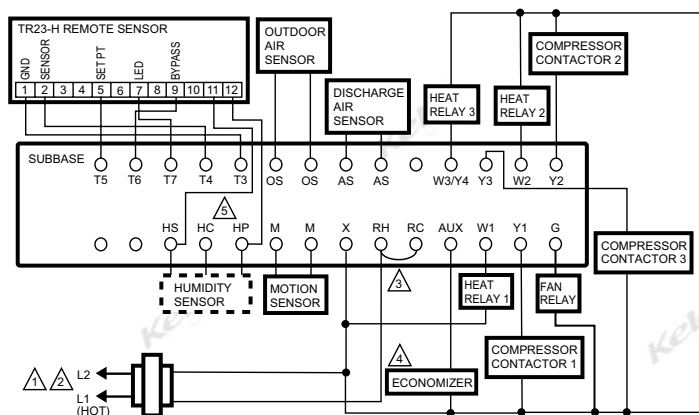 TR23-H REMOTE SENSOR
GND
SENSOR
SET PT
LED
BYPASS
1 2 3 4 5 6 7 8 9 10 11 12
OUTDOOR
AIR
SENSOR
DISCHARGE
AIR
SENSOR
HEAT
RELAY 3
HEAT
RELAY 2
COMPRESSOR
CONTACTOR 2
SUBBASE
T5 T6 T7 T4 T3 OS OS AS AS W3/Y4 Y3 W2 Y2
5
HS HC HP M M X RH RC AUX W1 Y1 G
3
HUMIDITY
SENSOR
MOTION
SENSOR
HEAT
RELAY 1
FAN
RELAY
COMPRESSOR
CONTACTOR 3
4
ECONOMIZER
COMPRESSOR
CONTACTOR 1
1 2
L2
L1
(HOT)